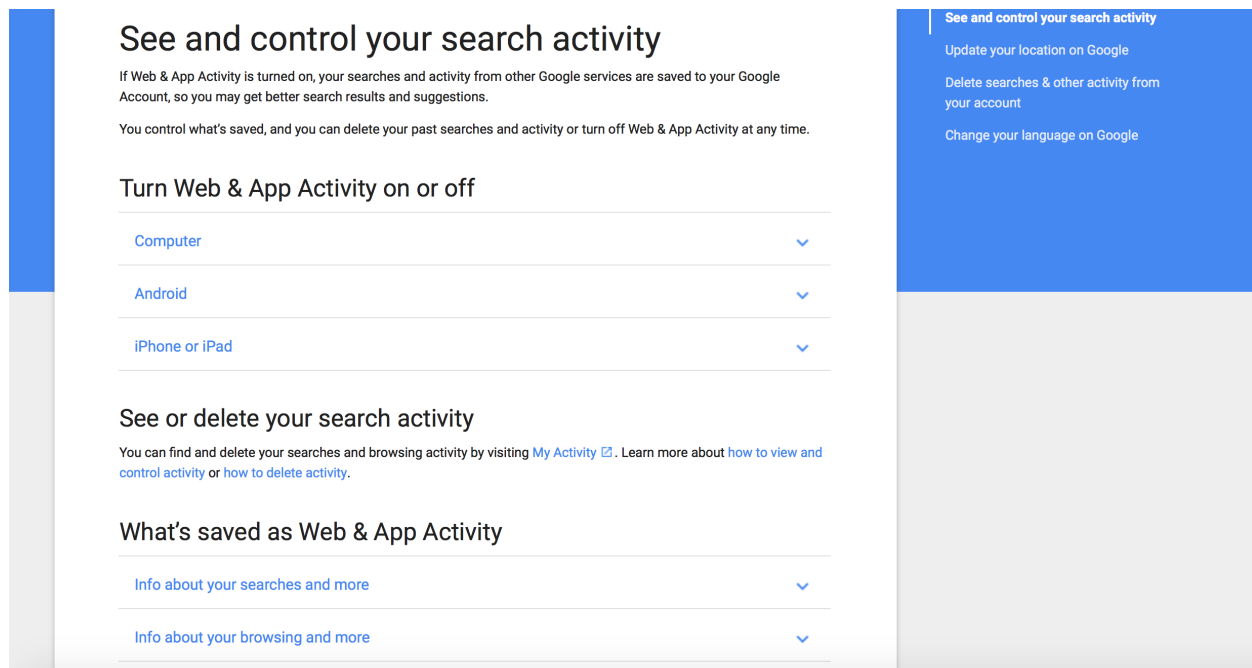 See and control your search activity
If Web & App Activity is turned on, your searches and activity from other Google services are saved to your Google
Account, so you may get better search results and suggestions.
You control what’s saved, and you can delete your past searches and activity or turn off Web & App Activity at any time.
Turn Web & App Activity on or off
Computer
Android
iPhone or iPad
See or delete your search activity
You can find and delete your searches and browsing activity by visiting My Activity. Learn more about how to view and
control activity or how to delete activity.
What’s saved as Web & App Activity
Info about your searches and more
Info about your browsing and more
See and control your search activity
Update your location on Google
Delete searches & other activity from
your account
Change your language on Google